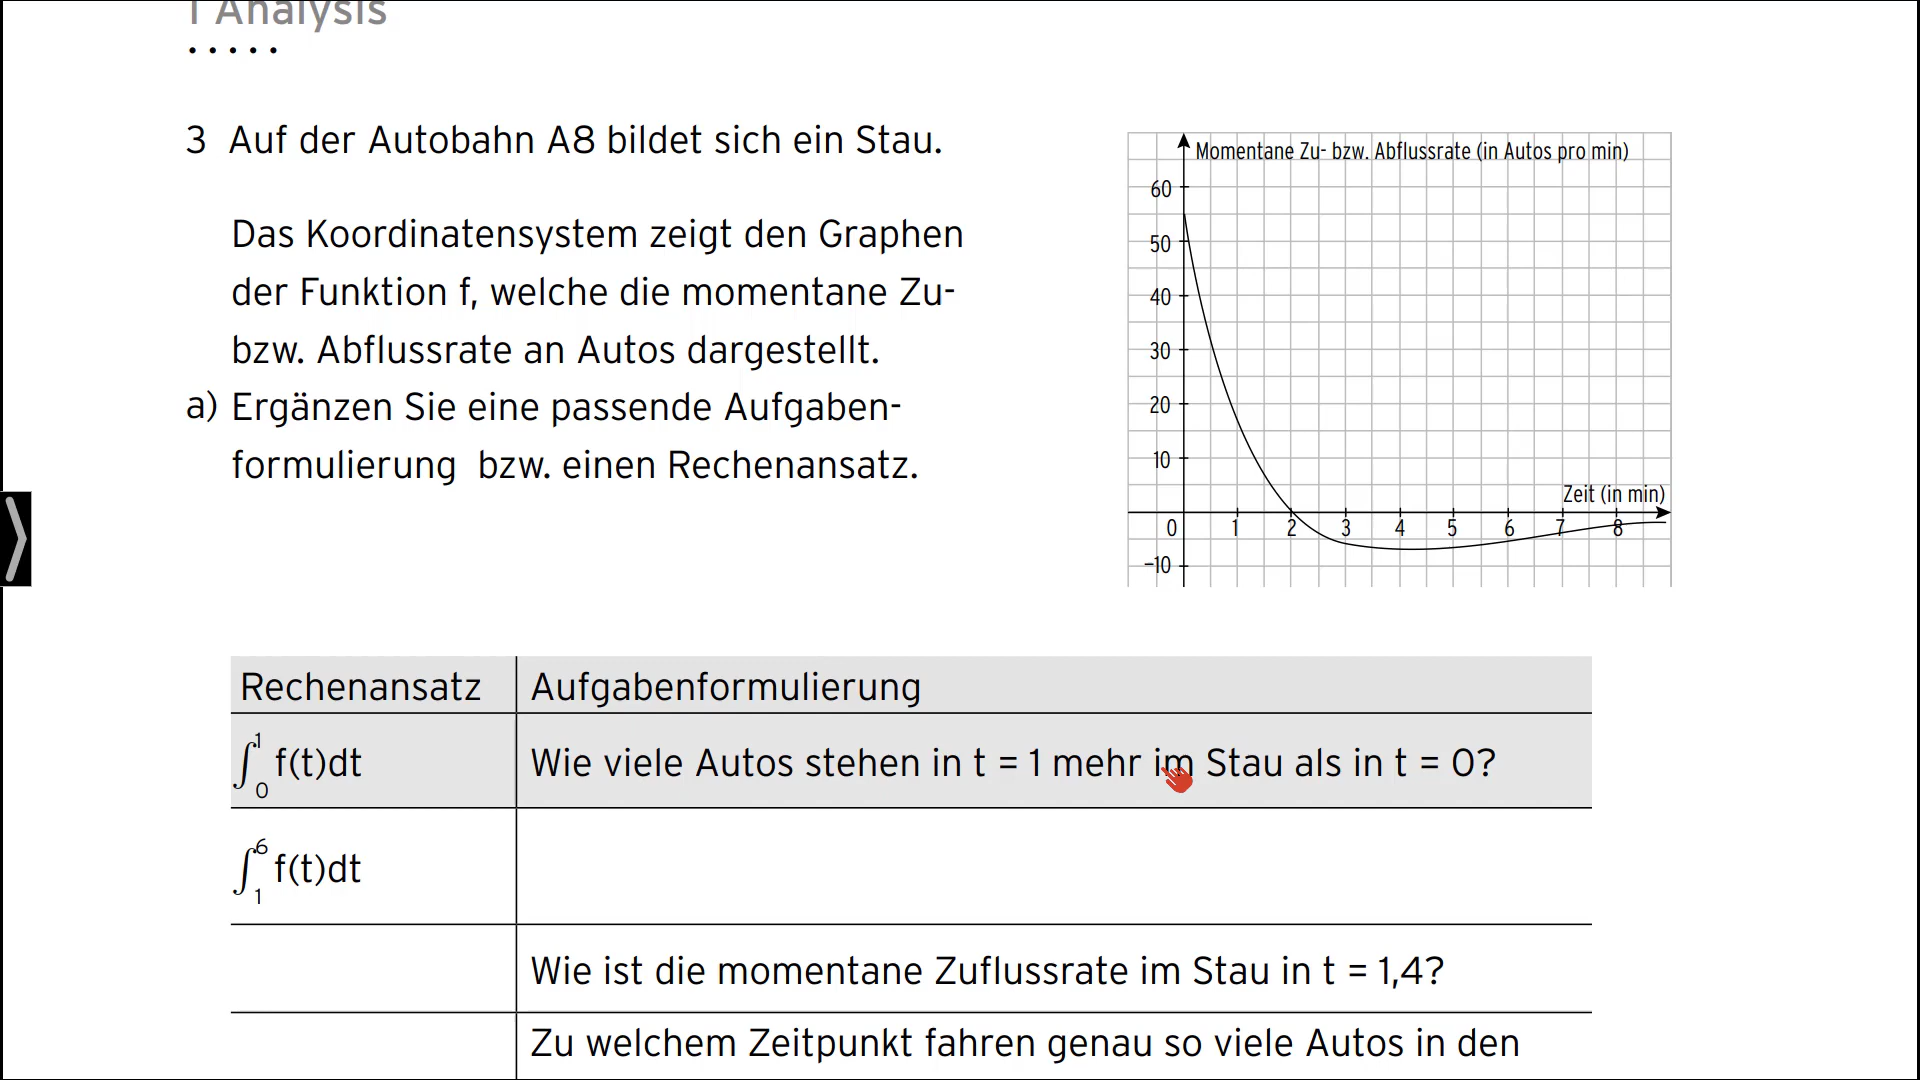 1 Analysis
3 Auf der Autobahn A8 bildet sich ein Stau.
Das Koordinatensystem zeigt den Graphen
der Funktion f, welche die momentane Zu-
bzw. Abflussrate an Autos dargestellt.
a) Ergänzen Sie eine passende Aufgaben-
formulierung bzw. einen Rechenansatz.
Momentane Zu- bzw. Abflussrate (in Autos pro min)
60
50
40
30
20
10
Zeit (in min)
0 1 2 3 4 5 6 7 8
−10
Rechenansatz Aufgabenformulierung
∫₀¹ f(t)dt Wie viele Autos stehen in t = 1 mehr im Stau als in t = 0?
∫₁⁶ f(t)dt
Wie ist die momentane Zuflussrate im Stau in t = 1,4?
Zu welchem Zeitpunkt fahren genau so viele Autos in den